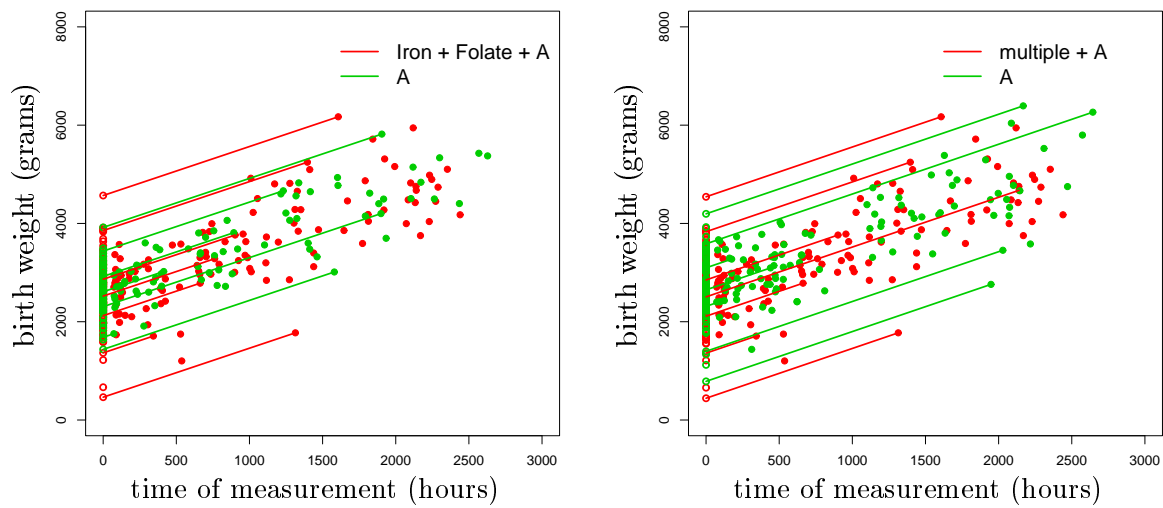 birth weight (grams)
8000
6000
4000
2000
0
Iron + Folate + A
A
0 500 1000 1500 2000 2500 3000
time of measurement (hours)
birth weight (grams)
8000
6000
4000
2000
0
multiple + A
A
0 500 1000 1500 2000 2500 3000
time of measurement (hours)